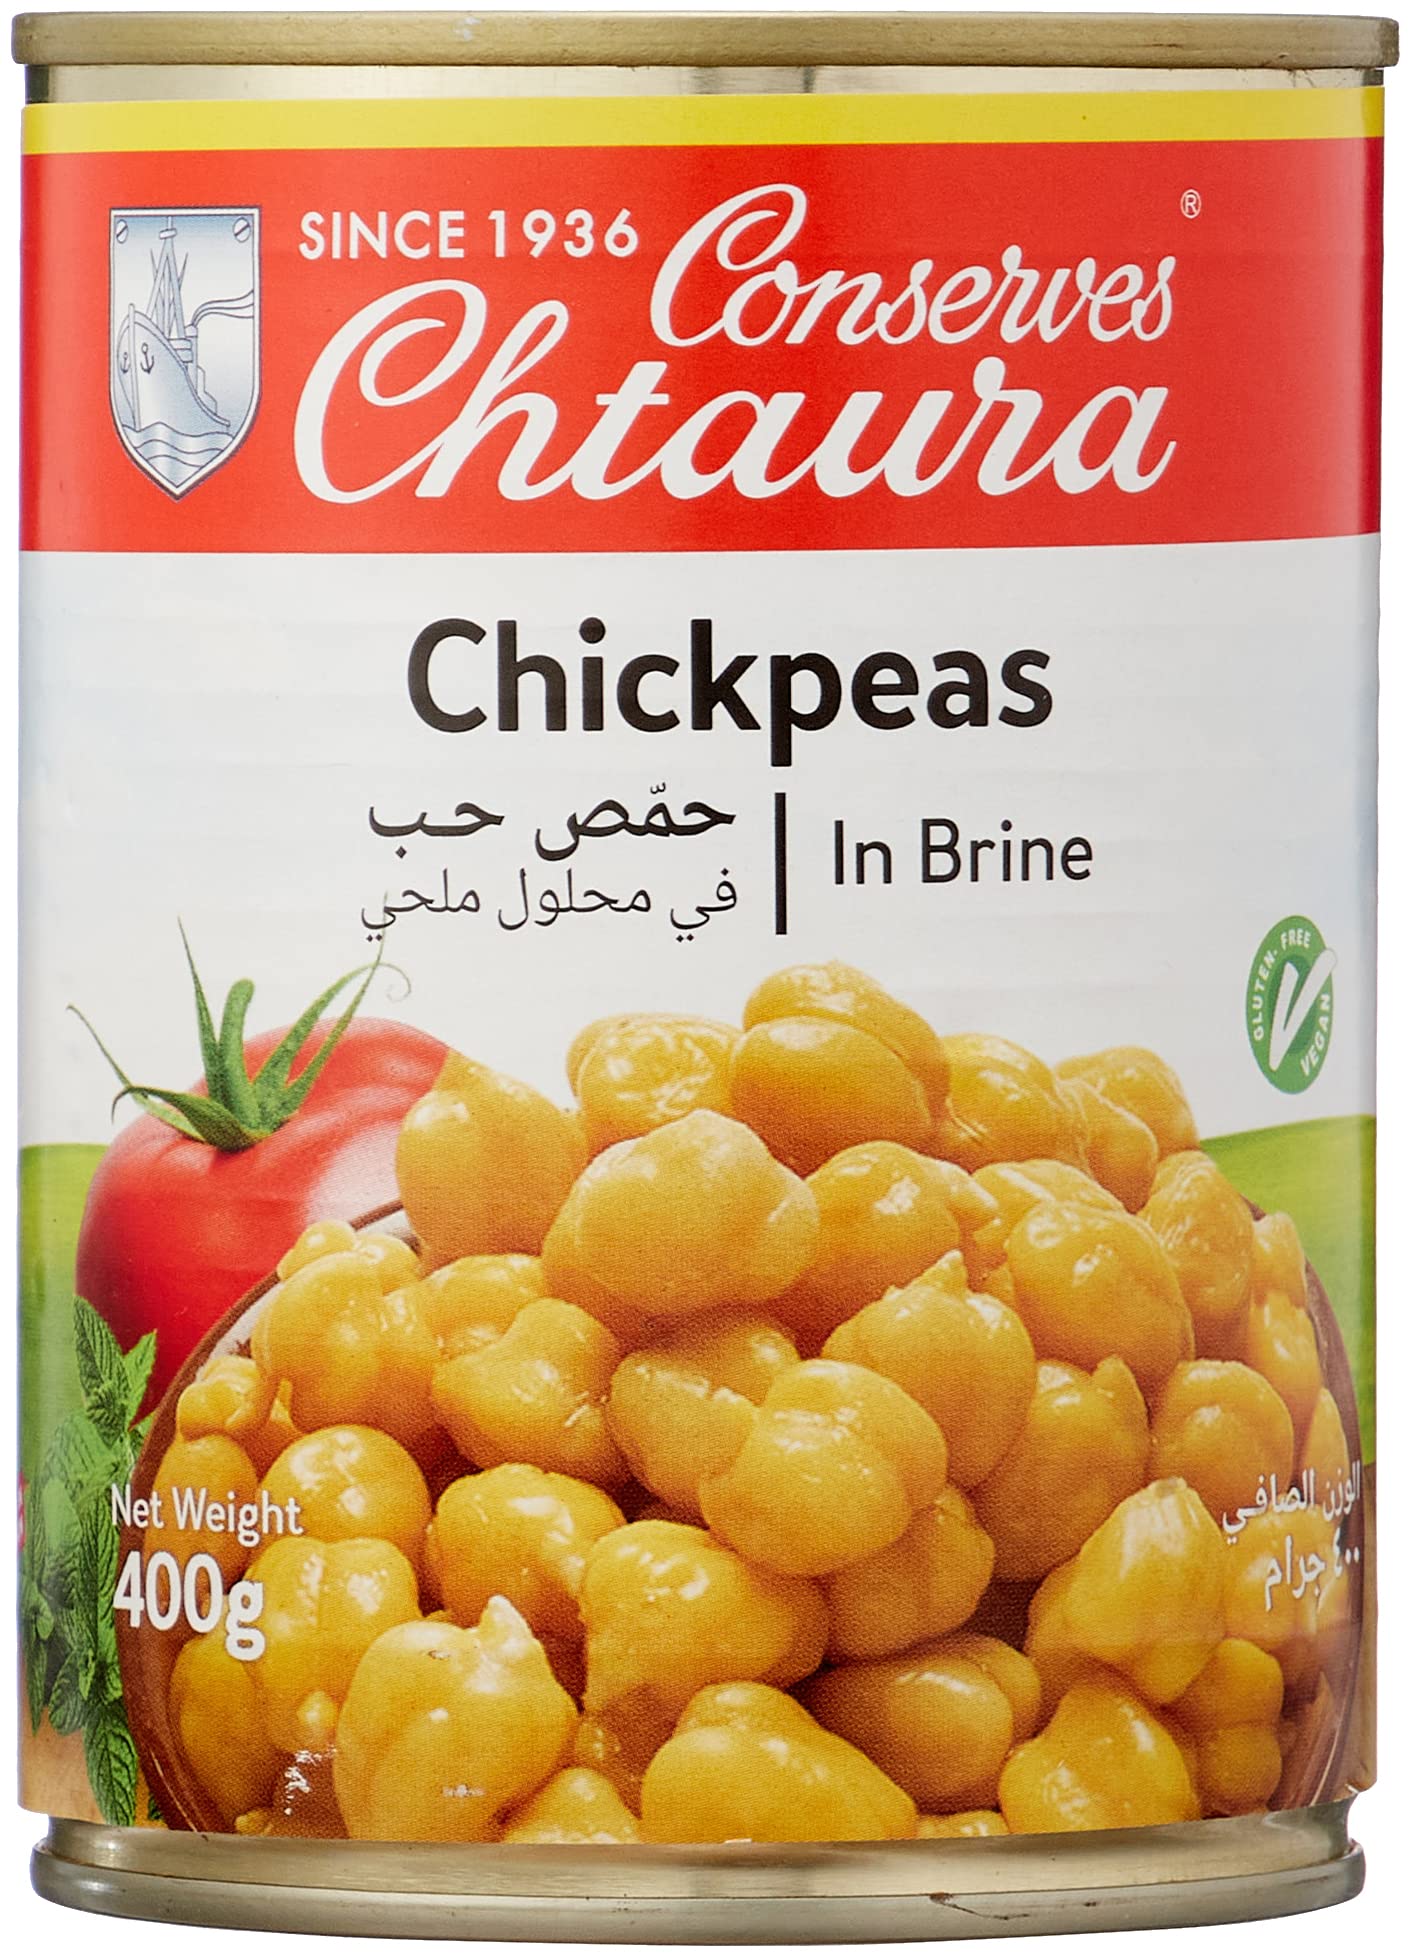 SINCE 1936
Conserves
®
Chtaura
Chickpeas
حمّص حب
في محلول ملحي
In Brine
GLUTEN-FREE
VEGAN
Net Weight
400g
الوزن الصافي
٤٠٠ جرام